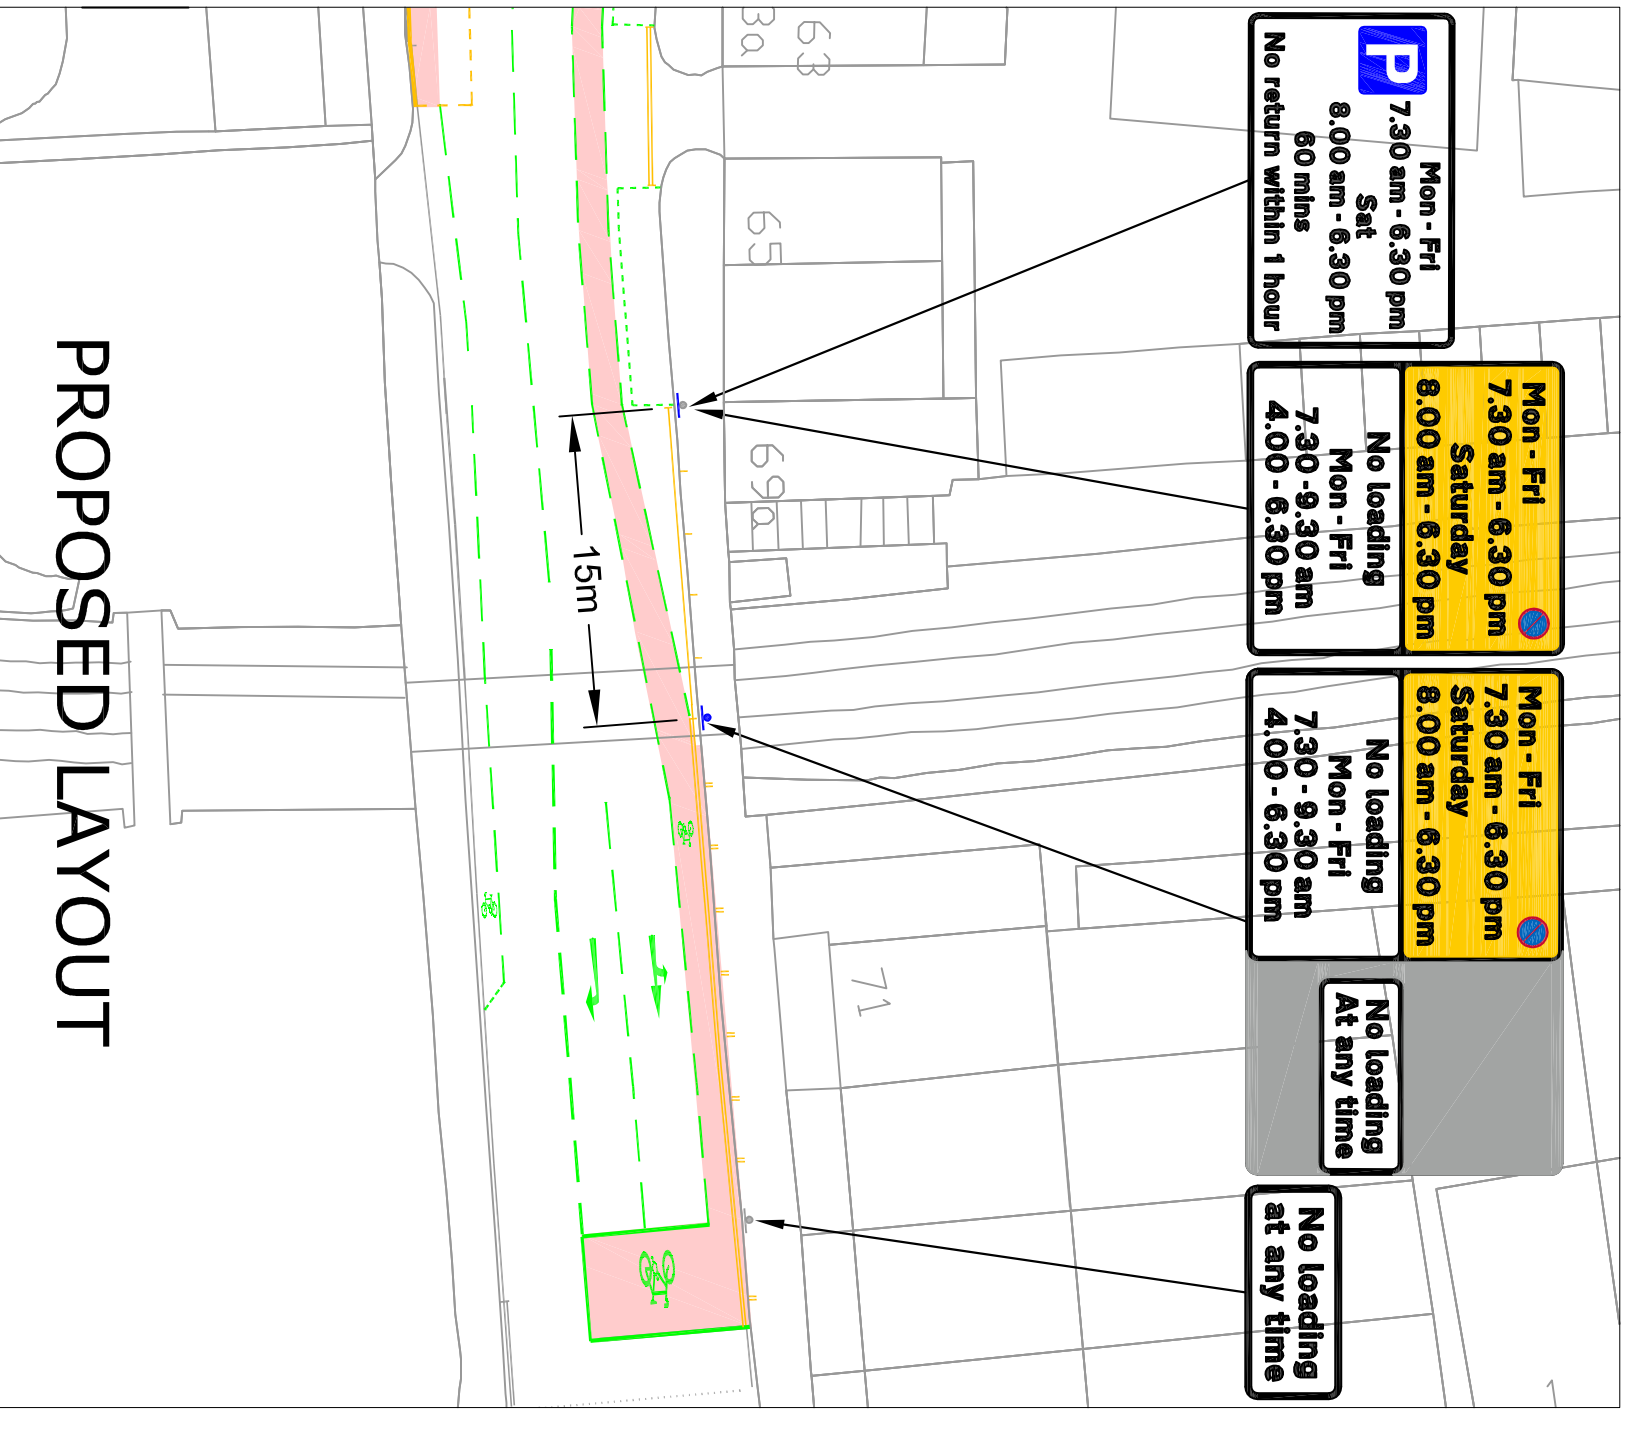 P
Mon - Fri
7.30 am - 6.30 pm
Sat
8.00 am - 6.30 pm
60 mins
No return within 1 hour
Mon - Fri
7.30 am - 6.30 pm
Saturday
8.00 am - 6.30 pm
No loading
Mon - Fri
7.30 - 9.30 am
4.00 - 6.30 pm
Mon - Fri
7.30 am - 6.30 pm
Saturday
8.00 am - 6.30 pm
No loading
Mon - Fri
7.30 - 9.30 am
4.00 - 6.30 pm
No loading
At any time
No loading
at any time
63
3a
65
69a
71
1
15m
PROPOSED LAYOUT